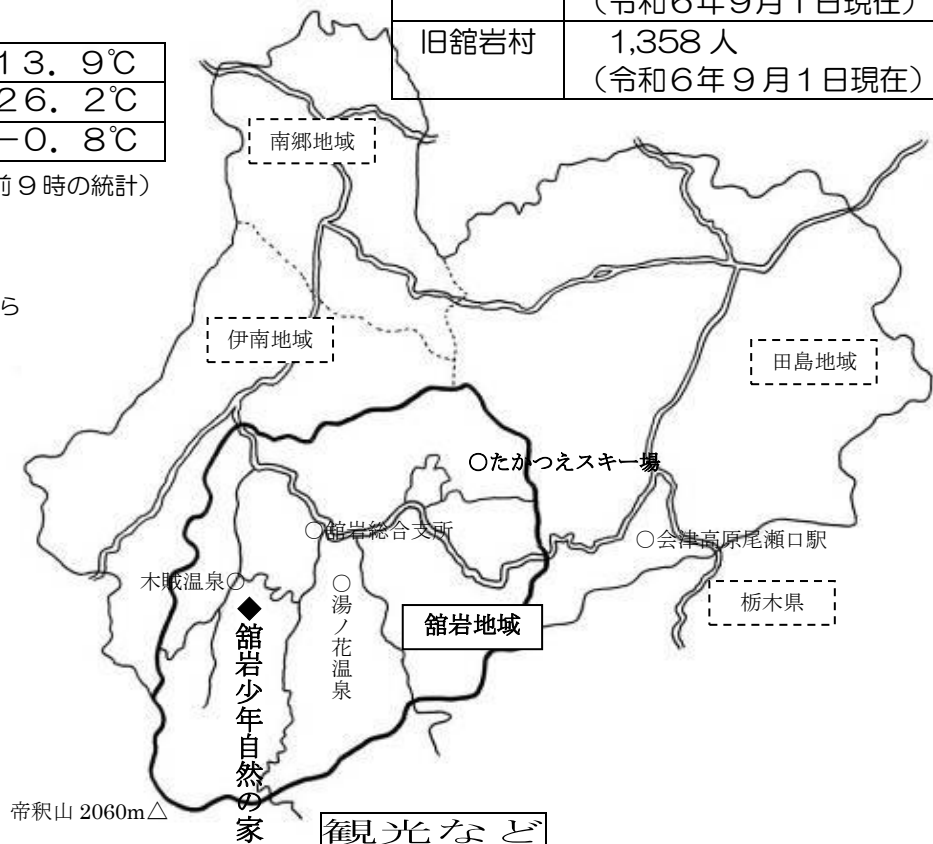 （令和６年９月１日現在）
旧舘岩村
1,358 人
（令和６年９月１日現在）
１３．９℃
２６．２℃
－０．８℃
前９時の統計）
ら
南郷地域
伊南地域
田島地域
○たかつえスキー場
○舘岩総合支所
○会津高原尾瀬口駅
木賊温泉○
○湯ノ花温泉
舘岩地域
栃木県
◆舘岩少年自然の家
帝釈山 2060m△
観光など